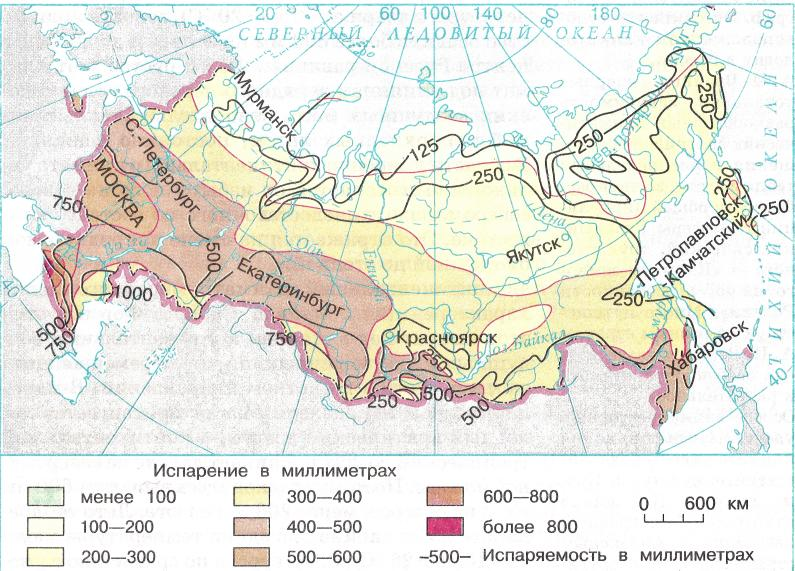 20 60 100 140 180
60
СЕВЕРНЫЙ ЛЕДОВИТЫЙ ОКЕАН
Мурманск
125
250
250
250
250
С.-Петербург
МОСКВА
750
500
250
Лена
Якутск
Обь
Енисей
Петропавловск-
Камчатский
250
250
ТИХИЙ ОКЕАН
40
Екатеринбург
1000
500
750
750
Красноярск
250
оз. Байкал
250
500
500
Амур
Хабаровск
40
Испарение в миллиметрах
менее 100
100—200
200—300
300—400
400—500
500—600
600—800
более 800
–500– Испаряемость в миллиметрах
0 600 км